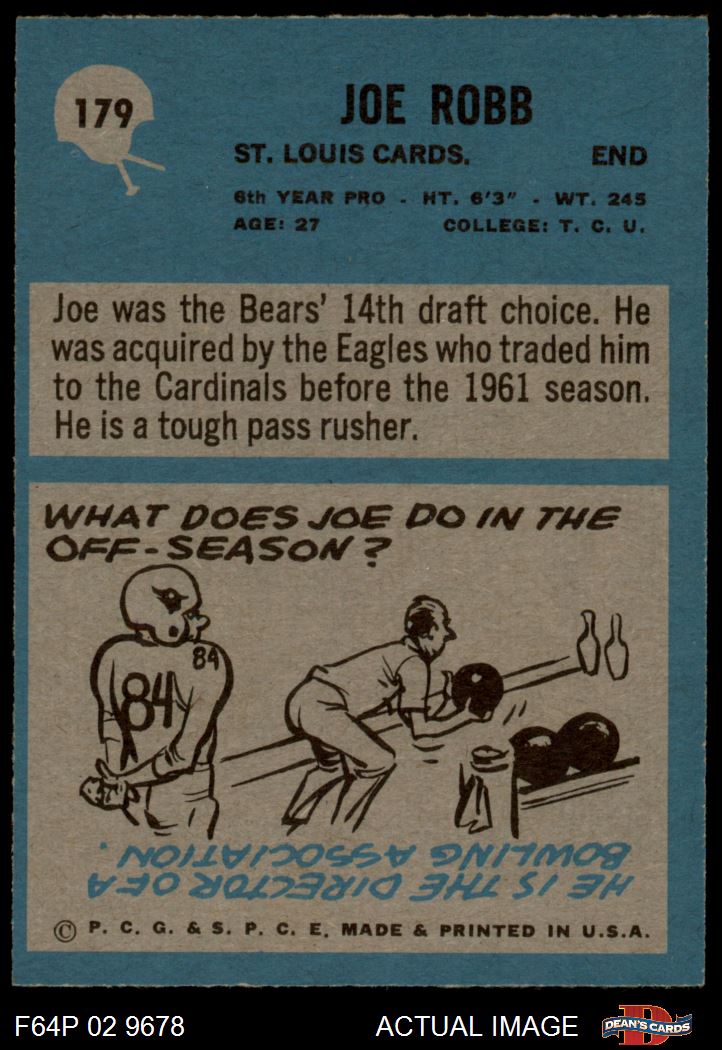 179
JOE ROBB
ST. LOUIS CARDS. END
6th YEAR PRO - HT. 6'3" - WT. 245
AGE: 27 COLLEGE: T. C. U.
Joe was the Bears' 14th draft choice. He
was acquired by the Eagles who traded him
to the Cardinals before the 1961 season.
He is a tough pass rusher.
WHAT DOES JOE DO IN THE
OFF-SEASON?
84
84
HE IS THE DIRECTOR OF A
BOWLING ASSOCIATION.
© P. C. G. & S. P. C. E. MADE & PRINTED IN U.S.A.
F64P 02 9678 ACTUAL IMAGE
D
DEAN'S CARDS